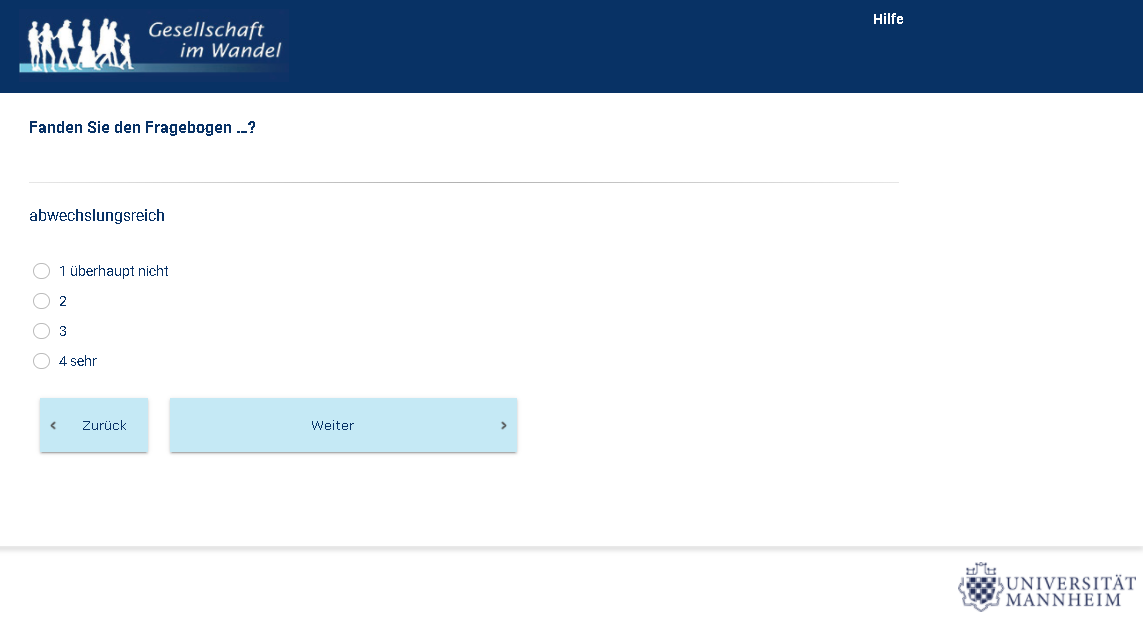 Gesellschaft
im Wandel
Hilfe
Fanden Sie den Fragebogen ...?
abwechslungsreich
1 überhaupt nicht
2
3
4 sehr
Zurück
Weiter
UNIVERSITÄT
MANNHEIM